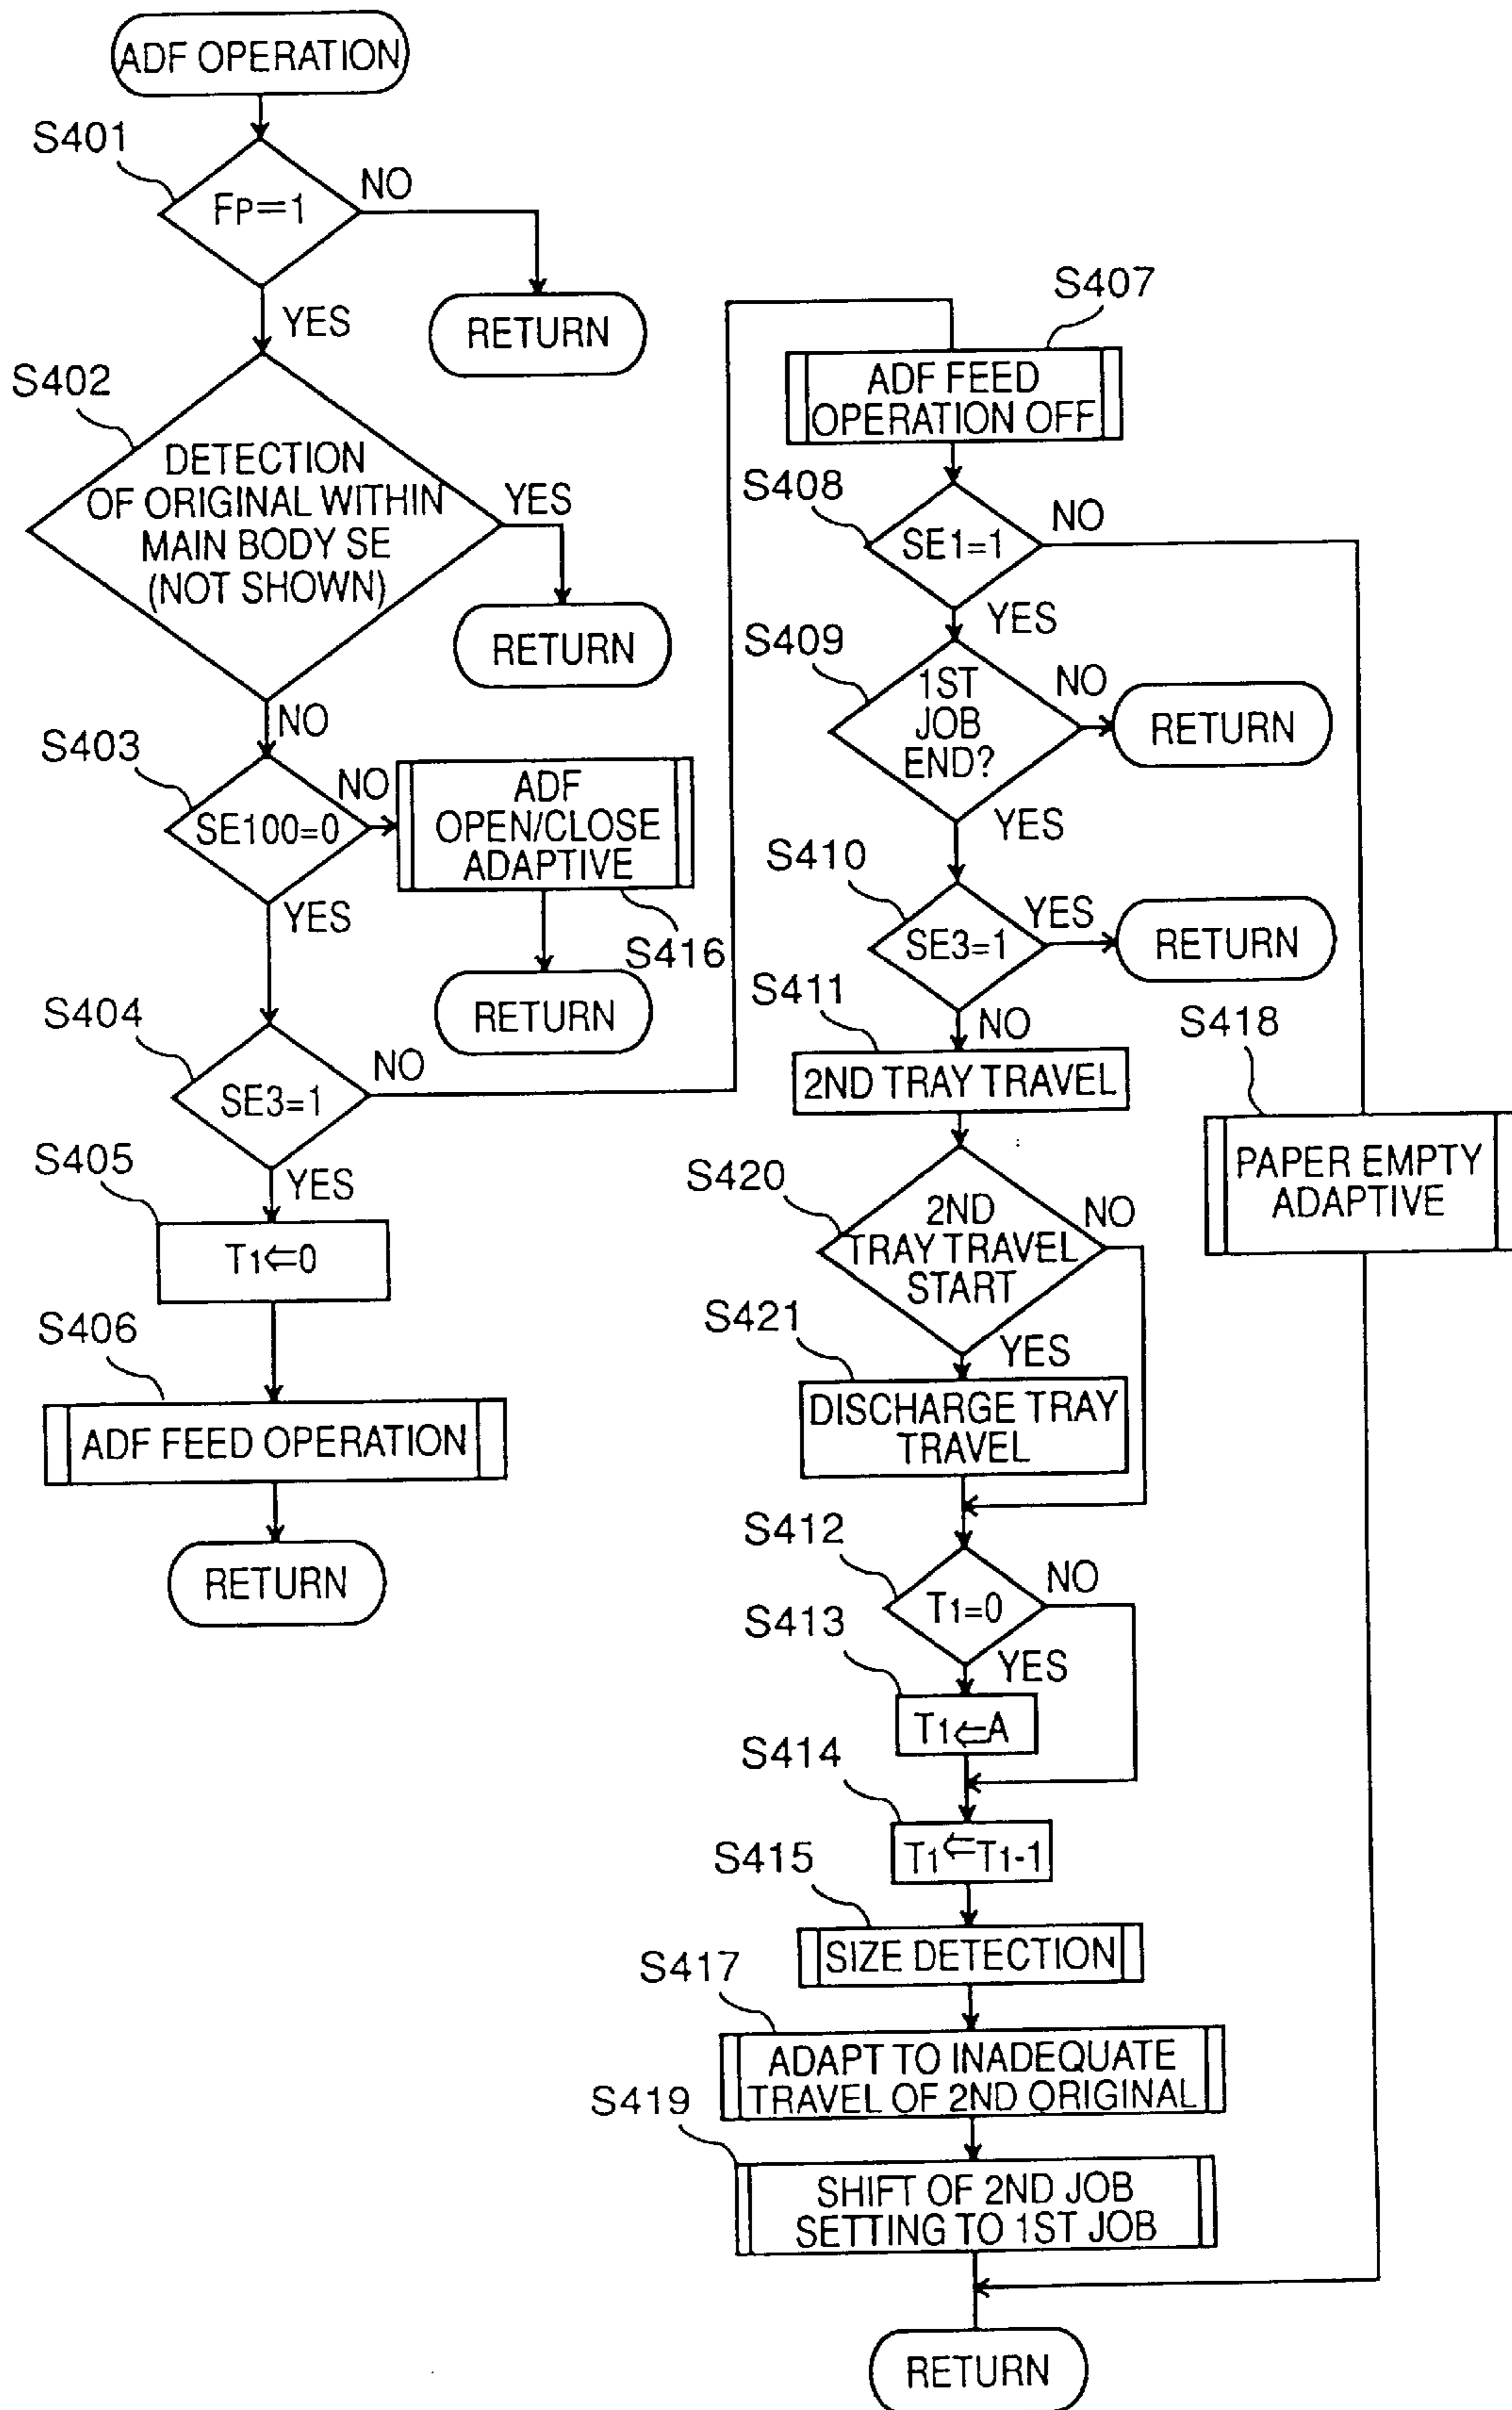 ADF OPERATION
S401
FP=1
NO
YES
RETURN
S402
DETECTION
OF ORIGINAL WITHIN
MAIN BODY SE
(NOT SHOWN)
YES
RETURN
NO
S403
SE100=0
NO
ADF
OPEN/CLOSE
ADAPTIVE
YES
S416
RETURN
S404
SE3=1
NO
YES
S405
T1⇐0
S406
ADF FEED OPERATION
RETURN
S407
ADF FEED
OPERATION OFF
S408
SE1=1
NO
YES
S409
1ST
JOB
END?
NO
RETURN
YES
S410
SE3=1
YES
RETURN
S411
NO
2ND TRAY TRAVEL
S418
PAPER EMPTY
ADAPTIVE
S420
2ND
TRAY TRAVEL
START
NO
S421
YES
DISCHARGE TRAY
TRAVEL
S412
T1=0
NO
S413
YES
T1⇐A
S414
T1⇐T1-1
S415
SIZE DETECTION
S417
ADAPT TO INADEQUATE
TRAVEL OF 2ND ORIGINAL
S419
SHIFT OF 2ND JOB
SETTING TO 1ST JOB
RETURN